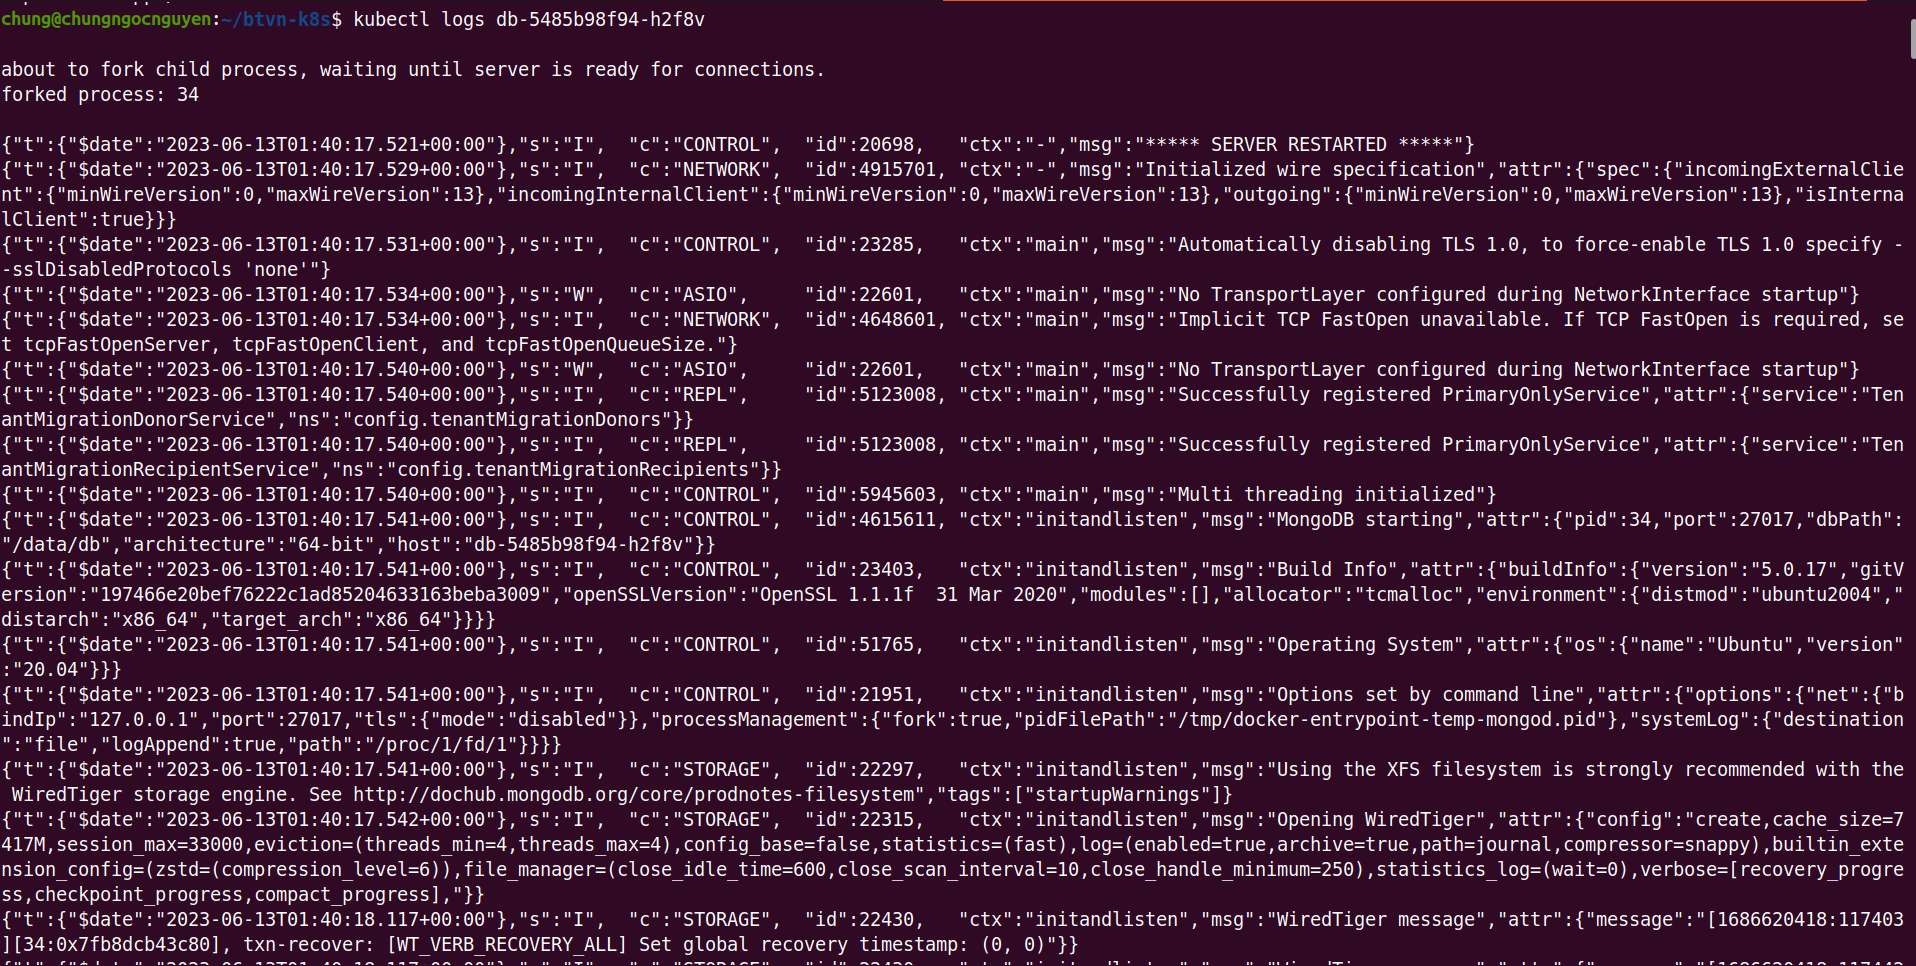 chung@chungngocnguyen:~/btvn-k8s$ kubectl logs db-5485b98f94-h2f8v
about to fork child process, waiting until server is ready for connections.
forked process: 34
{"t":{"$date":"2023-06-13T01:40:17.521+00:00"},"s":"I",  "c":"CONTROL",  "id":20698,   "ctx":"-","msg":"***** SERVER RESTARTED *****"}
{"t":{"$date":"2023-06-13T01:40:17.529+00:00"},"s":"I",  "c":"NETWORK",  "id":4915701, "ctx":"-","msg":"Initialized wire specification","attr":{"spec":{"incomingExternalClie
nt":{"minWireVersion":0,"maxWireVersion":13},"incomingInternalClient":{"minWireVersion":0,"maxWireVersion":13},"outgoing":{"minWireVersion":0,"maxWireVersion":13},"isInterna
lClient":true}}}
{"t":{"$date":"2023-06-13T01:40:17.531+00:00"},"s":"I",  "c":"CONTROL",  "id":23285,   "ctx":"main","msg":"Automatically disabling TLS 1.0, to force-enable TLS 1.0 specify -
-sslDisabledProtocols 'none'"}
{"t":{"$date":"2023-06-13T01:40:17.534+00:00"},"s":"W",  "c":"ASIO",     "id":22601,   "ctx":"main","msg":"No TransportLayer configured during NetworkInterface startup"}
{"t":{"$date":"2023-06-13T01:40:17.534+00:00"},"s":"I",  "c":"NETWORK",  "id":4648601, "ctx":"main","msg":"Implicit TCP FastOpen unavailable. If TCP FastOpen is required, se
t tcpFastOpenServer, tcpFastOpenClient, and tcpFastOpenQueueSize."}
{"t":{"$date":"2023-06-13T01:40:17.540+00:00"},"s":"W",  "c":"ASIO",     "id":22601,   "ctx":"main","msg":"No TransportLayer configured during NetworkInterface startup"}
{"t":{"$date":"2023-06-13T01:40:17.540+00:00"},"s":"I",  "c":"REPL",     "id":5123008, "ctx":"main","msg":"Successfully registered PrimaryOnlyService","attr":{"service":"Ten
antMigrationDonorService","ns":"config.tenantMigrationDonors"}}
{"t":{"$date":"2023-06-13T01:40:17.540+00:00"},"s":"I",  "c":"REPL",     "id":5123008, "ctx":"main","msg":"Successfully registered PrimaryOnlyService","attr":{"service":"Ten
antMigrationRecipientService","ns":"config.tenantMigrationRecipients"}}
{"t":{"$date":"2023-06-13T01:40:17.540+00:00"},"s":"I",  "c":"CONTROL",  "id":5945603, "ctx":"main","msg":"Multi threading initialized"}
{"t":{"$date":"2023-06-13T01:40:17.541+00:00"},"s":"I",  "c":"CONTROL",  "id":4615611, "ctx":"initandlisten","msg":"MongoDB starting","attr":{"pid":34,"port":27017,"dbPath":
"/data/db","architecture":"64-bit","host":"db-5485b98f94-h2f8v"}}
{"t":{"$date":"2023-06-13T01:40:17.541+00:00"},"s":"I",  "c":"CONTROL",  "id":23403,   "ctx":"initandlisten","msg":"Build Info","attr":{"buildInfo":{"version":"5.0.17","gitV
ersion":"197466e20bef76222c1ad85204633163beba3009","openSSLVersion":"OpenSSL 1.1.1f  31 Mar 2020","modules":[],"allocator":"tcmalloc","environment":{"distmod":"ubuntu2004","
distarch":"x86_64","target_arch":"x86_64"}}}}
{"t":{"$date":"2023-06-13T01:40:17.541+00:00"},"s":"I",  "c":"CONTROL",  "id":51765,   "ctx":"initandlisten","msg":"Operating System","attr":{"os":{"name":"Ubuntu","version"
:"20.04"}}}
{"t":{"$date":"2023-06-13T01:40:17.541+00:00"},"s":"I",  "c":"CONTROL",  "id":21951,   "ctx":"initandlisten","msg":"Options set by command line","attr":{"options":{"net":{"b
indIp":"127.0.0.1","port":27017,"tls":{"mode":"disabled"}},"processManagement":{"fork":true,"pidFilePath":"/tmp/docker-entrypoint-temp-mongod.pid"},"systemLog":{"destination
":"file","logAppend":true,"path":"/proc/1/fd/1"}}}}
{"t":{"$date":"2023-06-13T01:40:17.541+00:00"},"s":"I",  "c":"STORAGE",  "id":22297,   "ctx":"initandlisten","msg":"Using the XFS filesystem is strongly recommended with the
 WiredTiger storage engine. See http://dochub.mongodb.org/core/prodnotes-filesystem","tags":["startupWarnings"]}
{"t":{"$date":"2023-06-13T01:40:17.542+00:00"},"s":"I",  "c":"STORAGE",  "id":22315,   "ctx":"initandlisten","msg":"Opening WiredTiger","attr":{"config":"create,cache_size=7
417M,session_max=33000,eviction=(threads_min=4,threads_max=4),config_base=false,statistics=(fast),log=(enabled=true,archive=true,path=journal,compressor=snappy),builtin_exte
nsion_config=(zstd=(compression_level=6)),file_manager=(close_idle_time=600,close_scan_interval=10,close_handle_minimum=250),statistics_log=(wait=0),verbose=[recovery_progre
ss,checkpoint_progress,compact_progress],"}}
{"t":{"$date":"2023-06-13T01:40:18.117+00:00"},"s":"I",  "c":"STORAGE",  "id":22430,   "ctx":"initandlisten","msg":"WiredTiger message","attr":{"message":"[1686620418:117403
][34:0x7fb8dcb43c80], txn-recover: [WT_VERB_RECOVERY_ALL] Set global recovery timestamp: (0, 0)"}}